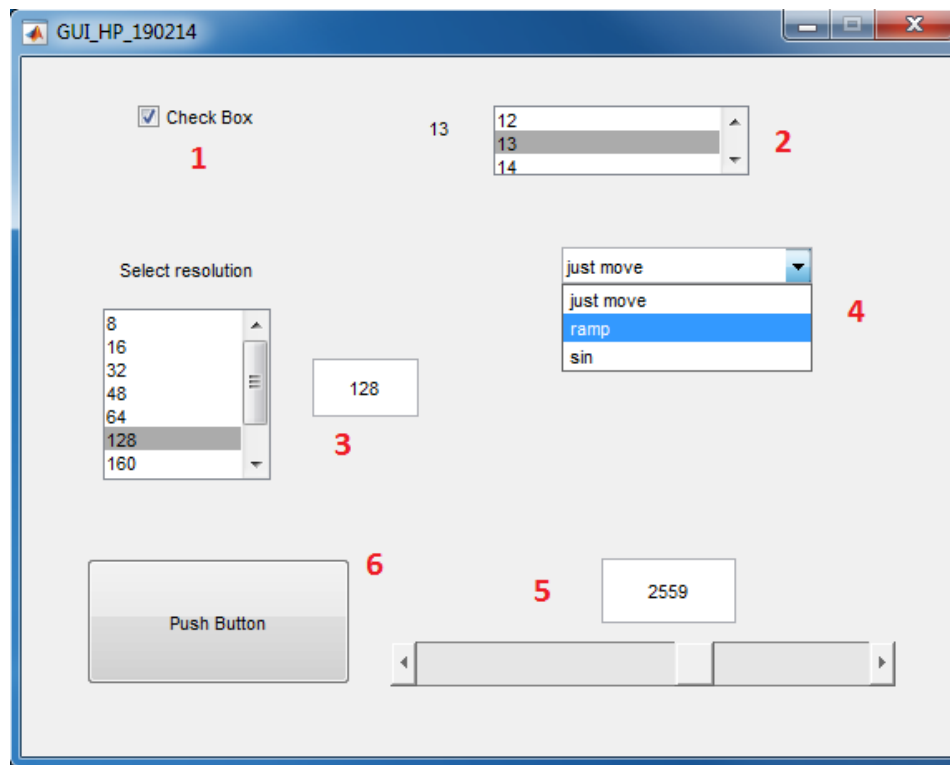 GUI_HP_190214
Check Box
1
13
12
13
14
2
Select resolution
8
16
32
48
64
128
160
128
3
just move
just move
ramp
sin
4
Push Button
6
5
2559